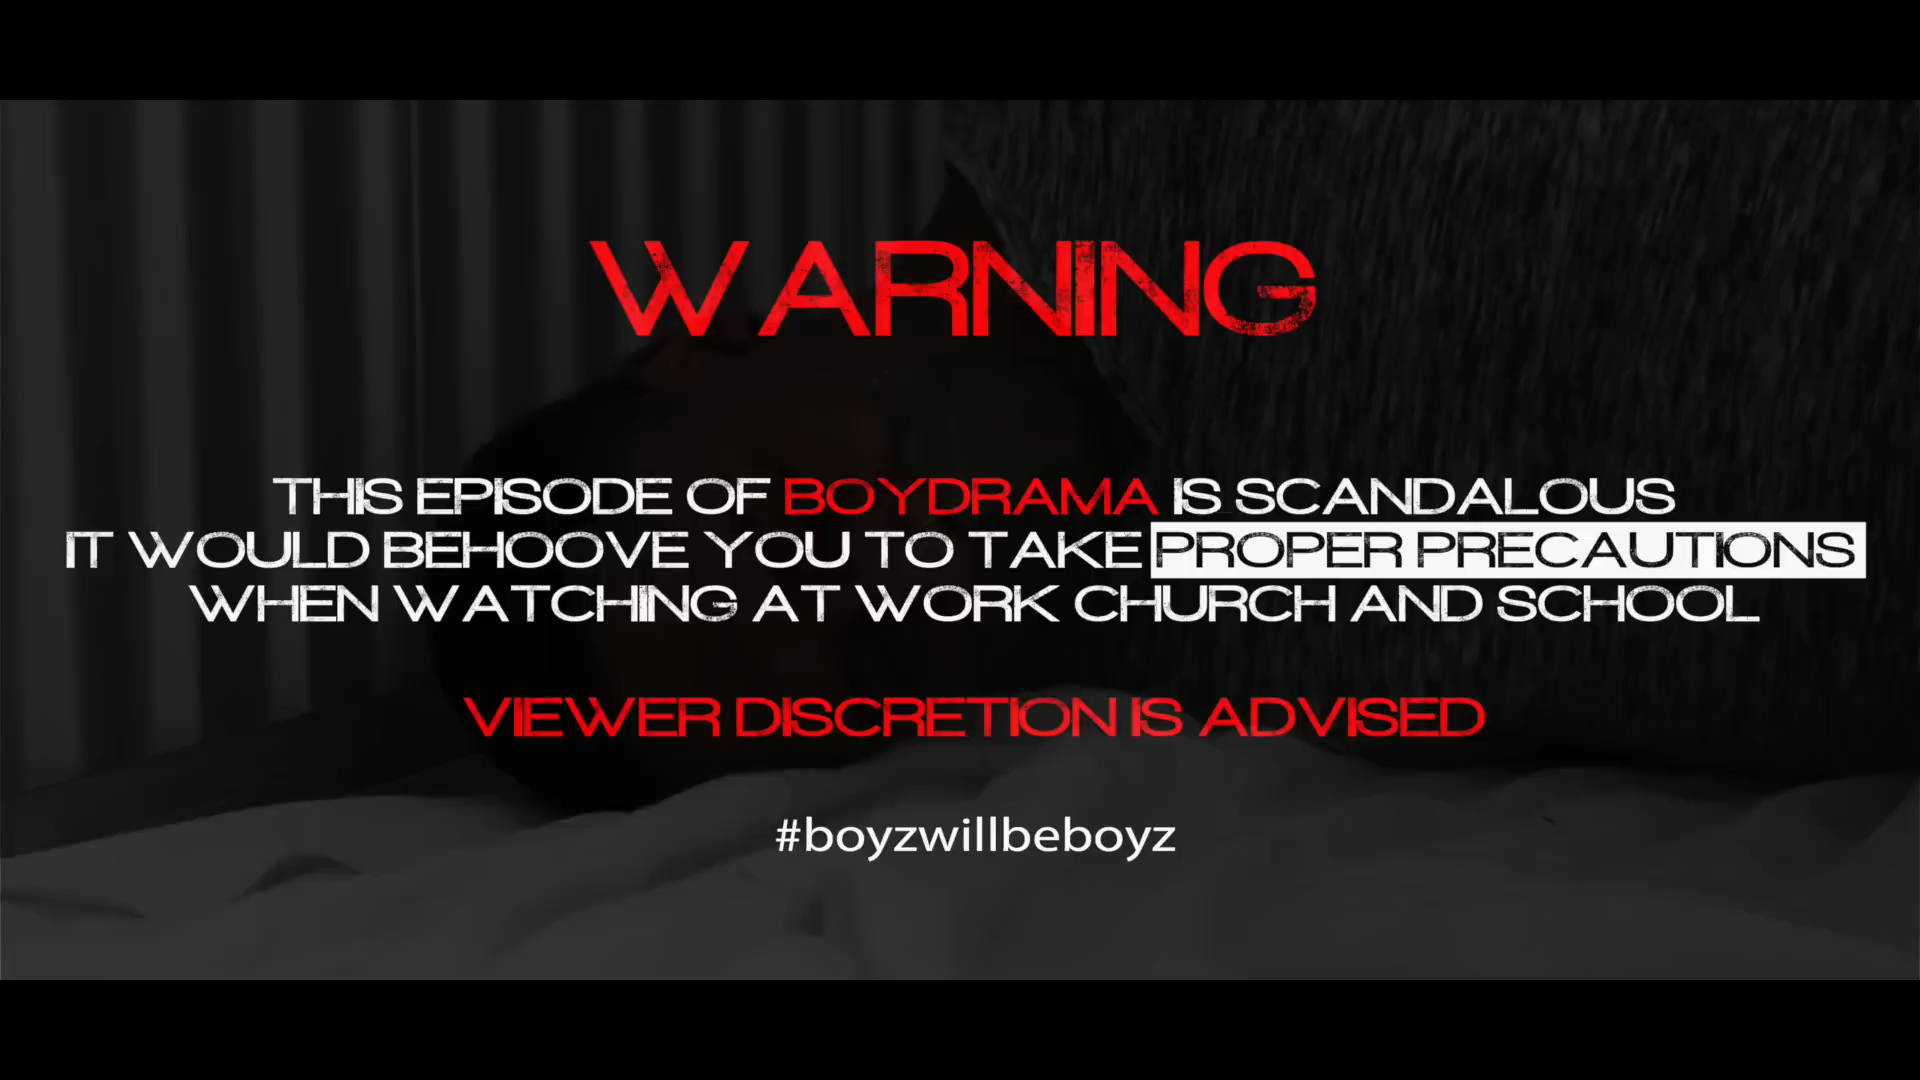 WARNING
THIS EPISODE OF BOYDRAMA IS SCANDALOUS
IT WOULD BEHOOVE YOU TO TAKE PROPER PRECAUTIONS
WHEN WATCHING AT WORK CHURCH AND SCHOOL
VIEWER DISCRETION IS ADVISED
#boyzwillbeboyz